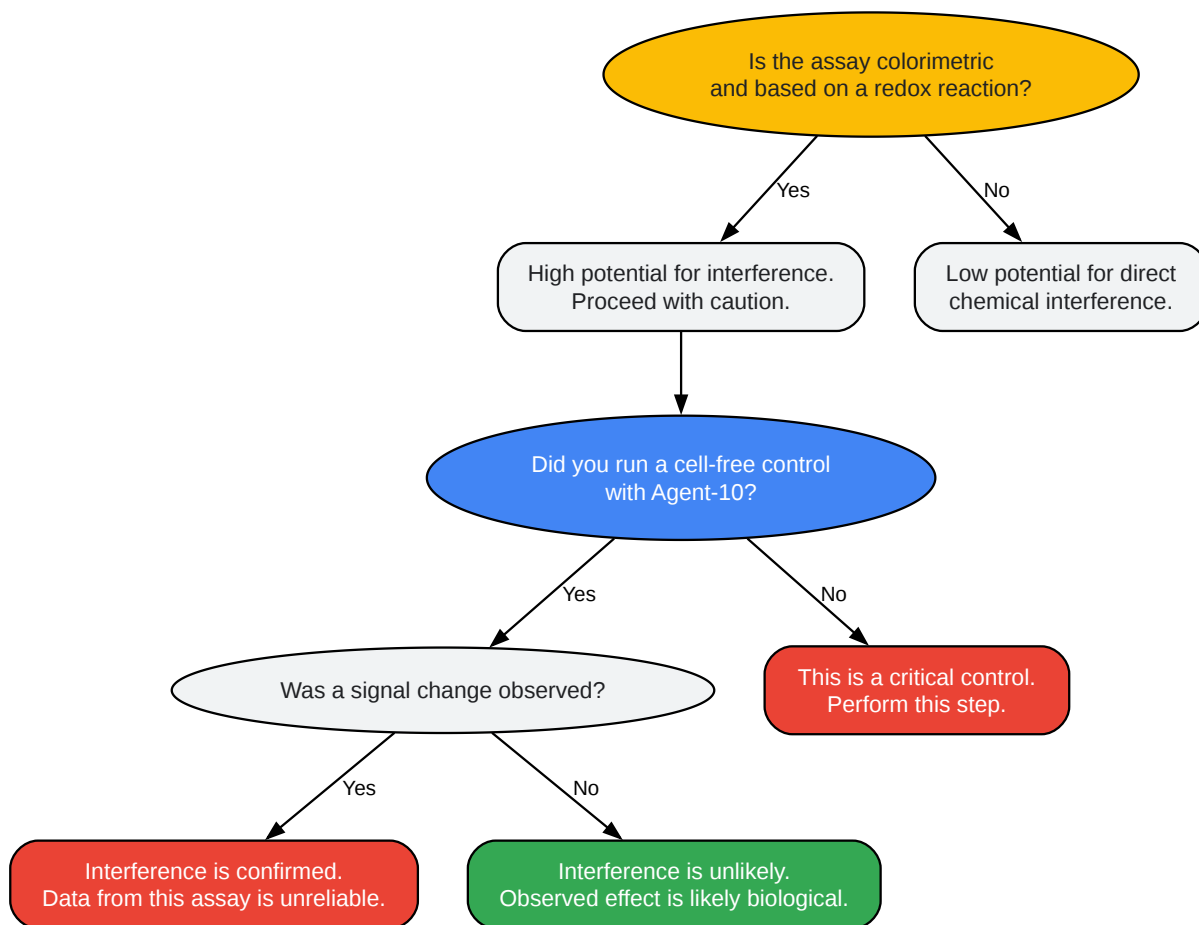 Is the assay colorimetric
and based on a redox reaction?
Yes
No
High potential for interference.
Proceed with caution.
Low potential for direct
chemical interference.
Did you run a cell-free control
with Agent-10?
Yes
No
Was a signal change observed?
This is a critical control.
Perform this step.
Yes
No
Interference is confirmed.
Data from this assay is unreliable.
Interference is unlikely.
Observed effect is likely biological.